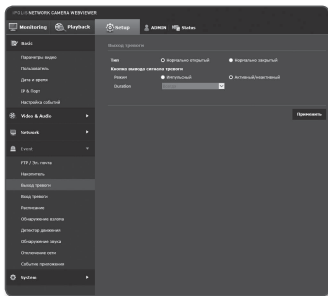 iPOLiS NETWORK CAMERA WEBVIEWER
Monitoring Playback Setup ADMIN Status
Basic
Параметры видео
Пользователь
Дата и время
IP & Порт
Настройка событий
Video & Audio
Network
Event
FTP / Эл. почта
Накопитель
Выход тревоги
Вход тревоги
Расписание
Обнаружение взлома
Детектор движения
Обнаружение звука
Отключение сети
Событие приложения
System
Выход тревоги
Тип Нормально открытый Нормально закрытый
Кнопка вывода сигнала тревоги
Режим Импульсный Активный/неактивный
Duration
Применить